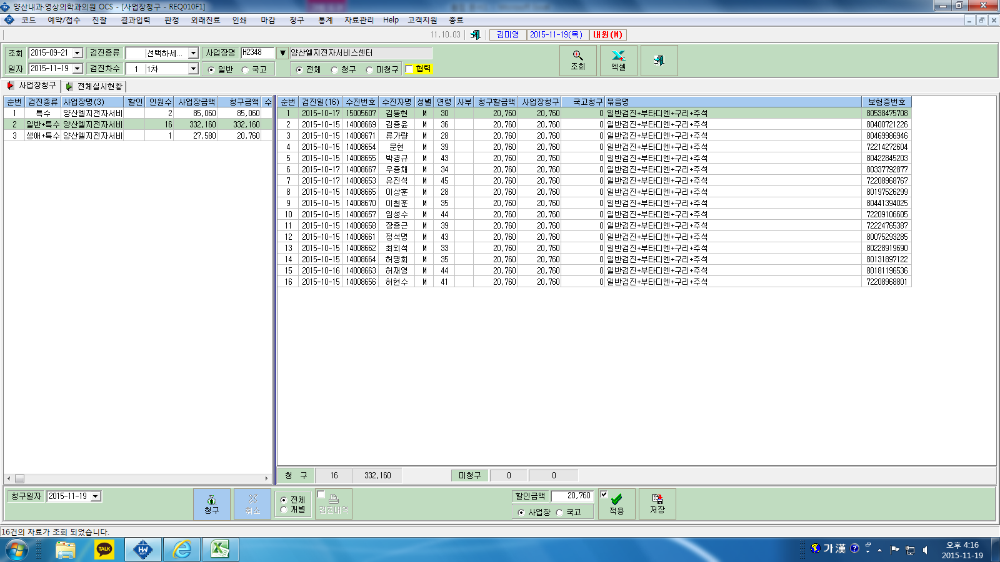 양산내과·영상의학과의원 OCS - [사업장청구 - REQ010F1]
코드 예약/접수 진찰 결과입력 판정 외래진료 인쇄 마감 청구 통계 자료관리 Help 고객지원 종료
11.10.03 김미영 2015-11-19(목) 내원(M)
조회 2015-09-21 검진종류 선택하세... 사업장명 H2348 ▼ 양산엘지전자서비스센터
일자 2015-11-19 검진차수 1 1차 일반 국고 전체 청구 미청구 협력
조회 엑셀
사업장청구 전체실시현황
순번 검진종류 사업장명(3) 할인 인원수 사업장금액 청구금액 수
1 특수 양산엘지전자서비 2 85,060 85,060
2 일반+특수 양산엘지전자서비 16 332,160 332,160
3 생애+특수 양산엘지전자서비 1 27,580 20,760
순번 검진일(16) 수진번호 수진자명 성별 연령 사부 청구할금액 사업장청구 국고청구 묶음명 보험증번호
1 2015-10-17 15005607 김동현 M 30 20,760 20,760 0 일반검진+부타디엔+구리+주석 80538475708
2 2015-10-15 14008669 김종윤 M 36 20,760 20,760 0 일반검진+부타디엔+구리+주석 80400721226
3 2015-10-15 14008671 류가량 M 28 20,760 20,760 0 일반검진+부타디엔+구리+주석 80469986946
4 2015-10-15 14008654 문현 M 39 20,760 20,760 0 일반검진+부타디엔+구리+주석 72214272604
5 2015-10-15 14008655 박경규 M 43 20,760 20,760 0 일반검진+부타디엔+구리+주석 80422845203
6 2015-10-17 14008667 우종채 M 34 20,760 20,760 0 일반검진+부타디엔+구리+주석 80337792877
7 2015-10-17 14008653 유진석 M 45 20,760 20,760 0 일반검진+부타디엔+구리+주석 72208968767
8 2015-10-15 14008665 이상훈 M 28 20,760 20,760 0 일반검진+부타디엔+구리+주석 80197526299
9 2015-10-15 14008670 이철훈 M 35 20,760 20,760 0 일반검진+부타디엔+구리+주석 80441394025
10 2015-10-15 14008657 임성수 M 44 20,760 20,760 0 일반검진+부타디엔+구리+주석 72209106605
11 2015-10-15 14008658 장종근 M 39 20,760 20,760 0 일반검진+부타디엔+구리+주석 72224765387
12 2015-10-15 14008661 정석명 M 43 20,760 20,760 0 일반검진+부타디엔+구리+주석 80075293285
13 2015-10-15 14008662 최외석 M 33 20,760 20,760 0 일반검진+부타디엔+구리+주석 80228919690
14 2015-10-15 14008664 허명회 M 35 20,760 20,760 0 일반검진+부타디엔+구리+주석 80131897122
15 2015-10-16 14008663 허재영 M 44 20,760 20,760 0 일반검진+부타디엔+구리+주석 80181196536
16 2015-10-15 14008656 허현수 M 41 20,760 20,760 0 일반검진+부타디엔+구리+주석 72208968801
청 구 16 332,160 미청구 0 0
청구일자 2015-11-19 청구 취소 전체 개별 검진내역 할인금액 20,760 사업장 국고 적용 저장
16건의 자료가 조회 되었습니다.
TALK HW SOFT 가 漢 오후 4:16
2015-11-19